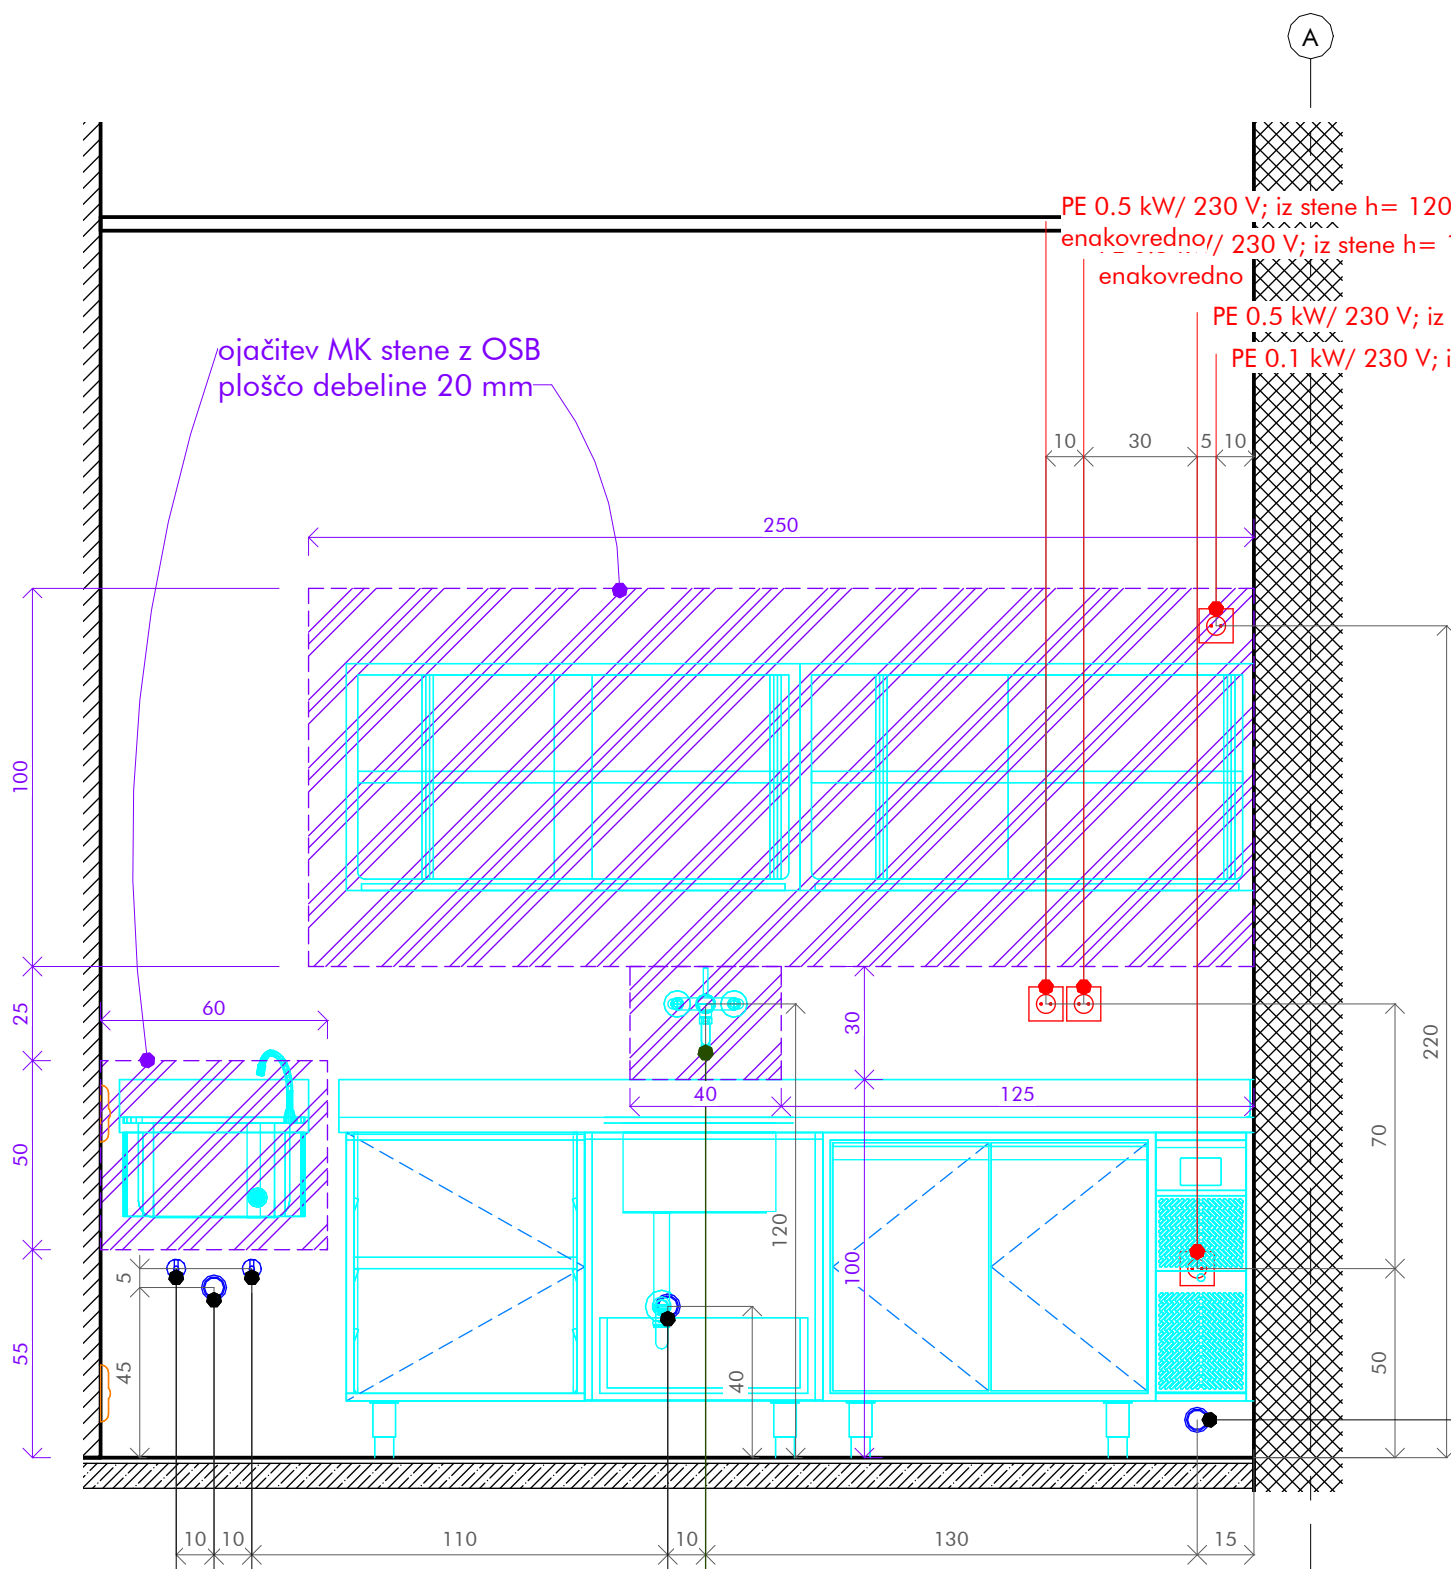 A
PE 0.5 kW/ 230 V; iz stene h= 120
enakovredno
/ 230 V; iz stene h=
enakovredno
PE 0.5 kW/ 230 V; iz
PE 0.1 kW/ 230 V; i
ojačitev MK stene z OSB
ploščo debeline 20 mm
10 30 5 10
250
100
25
60
30
220
40 125
50
70
120
100
5
55
45
40
50
10 10 110 10 130 15